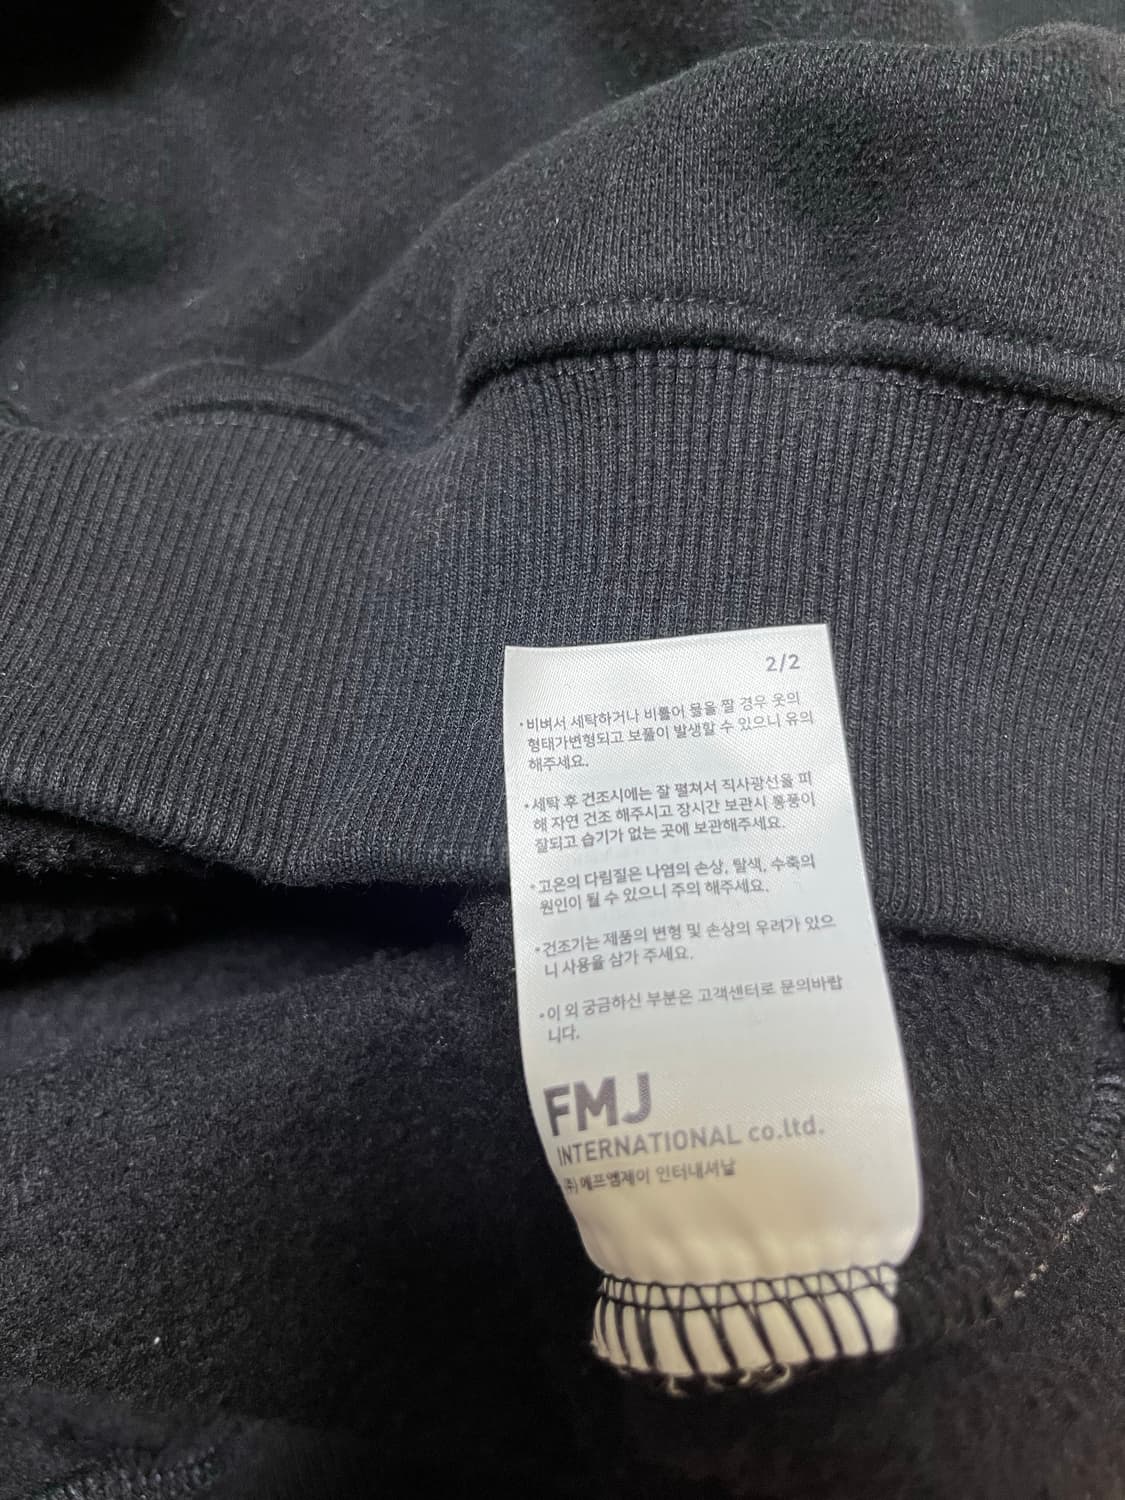 2/2
·비벼서 세탁하거나 비틀어 물을 짤 경우 옷의
형태가변형되고 보풀이 발생할 수 있으니 유의
해주세요.
·세탁 후 건조시에는 잘 펼쳐서 직사광선을 피
해 자연 건조 해주시고 장시간 보관시 통풍이
잘되고 습기가 없는 곳에 보관해주세요.
·고온의 다림질은 나염의 손상, 탈색, 수축의
원인이 될 수 있으니 주의 해주세요.
·건조기는 제품의 변형 및 손상의 우려가 있으
니 사용을 삼가 주세요.
·이 외 궁금하신 부분은 고객센터로 문의바랍
니다.
FMJ
INTERNATIONAL co.ltd.
(주)에프엠제이 인터내셔날